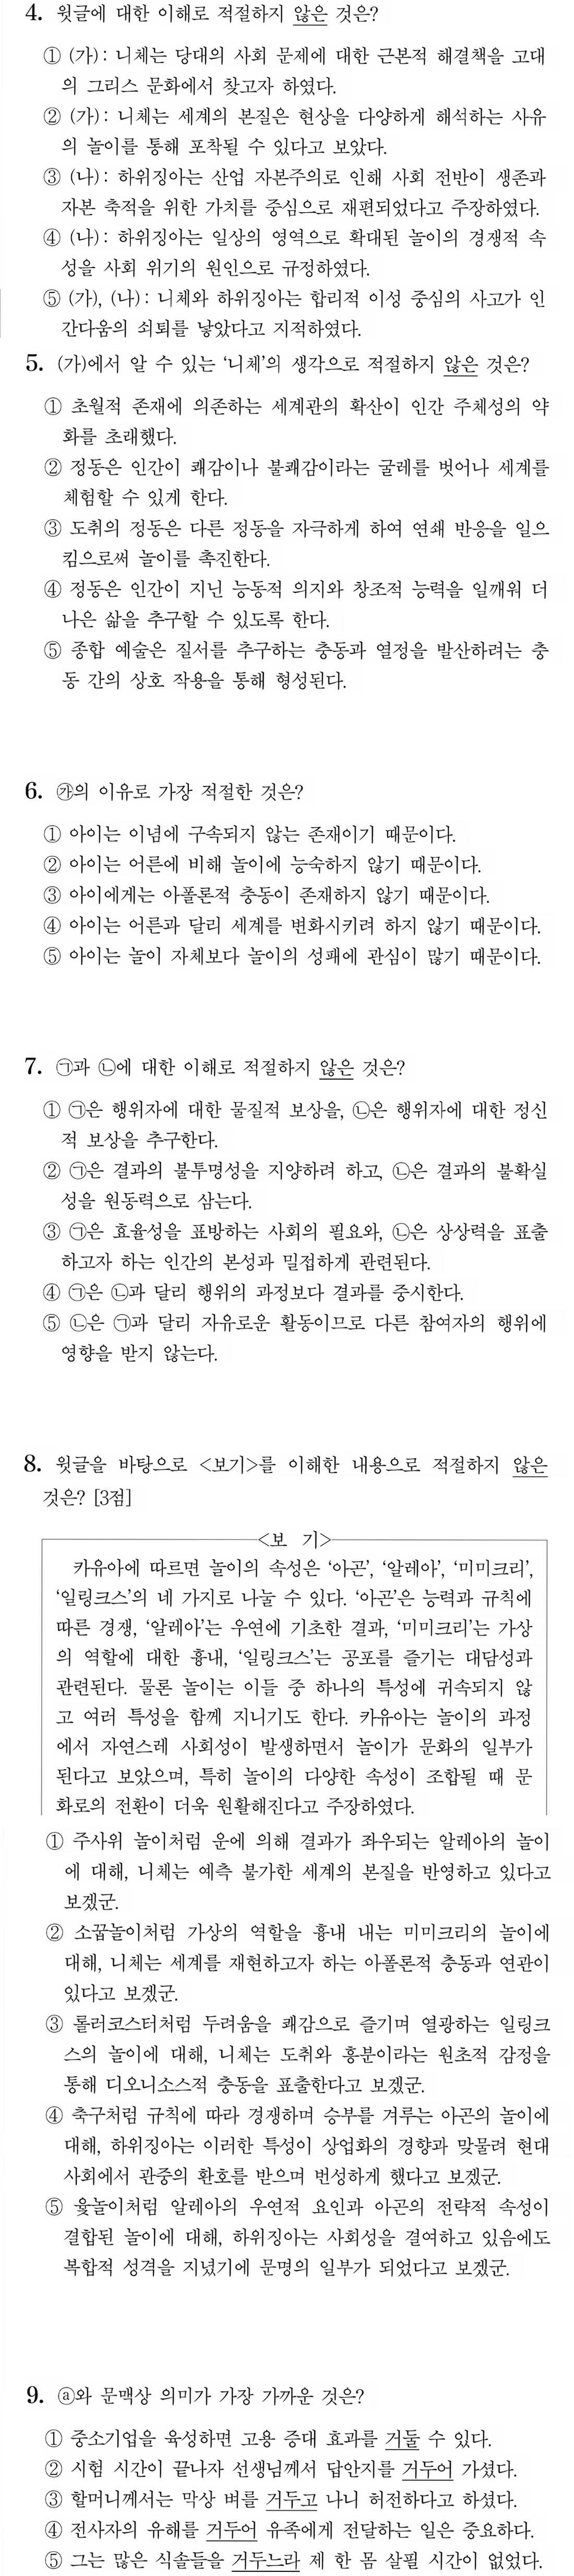 4. 윗글에 대한 이해로 적절하지 않은 것은?
① (가) : 니체는 당대의 사회 문제에 대한 근본적 해결책을 고대
의 그리스 문화에서 찾고자 하였다.
② (가) : 니체는 세계의 본질은 현상을 다양하게 해석하는 사유
의 놀이를 통해 포착될 수 있다고 보았다.
③ (나) : 하위징아는 산업 자본주의로 인해 사회 전반이 생존과
자본 축적을 위한 가치를 중심으로 재편되었다고 주장하였다.
④ (나) : 하위징아는 일상의 영역으로 확대된 놀이의 경쟁적 속
성을 사회 위기의 원인으로 규정하였다.
⑤ (가), (나) : 니체와 하위징아는 합리적 이성 중심의 사고가 인
간다움의 쇠퇴를 낳았다고 지적하였다.
5. (가)에서 알 수 있는 ‘니체’의 생각으로 적절하지 않은 것은?
① 초월적 존재에 의존하는 세계관의 확산이 인간 주체성의 약
화를 초래했다.
② 정동은 인간이 쾌감이나 불쾌감이라는 굴레를 벗어나 세계를
체험할 수 있게 한다.
③ 도취의 정동은 다른 정동을 자극하게 하여 연쇄 반응을 일으
킴으로써 놀이를 촉진한다.
④ 정동은 인간이 지닌 능동적 의지와 창조적 능력을 일깨워 더
나은 삶을 추구할 수 있도록 한다.
⑤ 종합 예술은 질서를 추구하는 충동과 열정을 발산하려는 충
동 간의 상호 작용을 통해 형성된다.
6. ㉮의 이유로 가장 적절한 것은?
① 아이는 이념에 구속되지 않는 존재이기 때문이다.
② 아이는 어른에 비해 놀이에 능숙하지 않기 때문이다.
③ 아이에게는 아폴론적 충동이 존재하지 않기 때문이다.
④ 아이는 어른과 달리 세계를 변화시키려 하지 않기 때문이다.
⑤ 아이는 놀이 자체보다 놀이의 성패에 관심이 많기 때문이다.
7. ㉠과 ㉡에 대한 이해로 적절하지 않은 것은?
① ㉠은 행위자에 대한 물질적 보상을, ㉡은 행위자에 대한 정신
적 보상을 추구한다.
② ㉠은 결과의 불투명성을 지양하려 하고, ㉡은 결과의 불확실
성을 원동력으로 삼는다.
③ ㉠은 효율성을 표방하는 사회의 필요와, ㉡은 상상력을 표출
하고자 하는 인간의 본성과 밀접하게 관련된다.
④ ㉠은 ㉡과 달리 행위의 과정보다 결과를 중시한다.
⑤ ㉡은 ㉠과 달리 자유로운 활동이므로 다른 참여자의 행위에
영향을 받지 않는다.
8. 윗글을 바탕으로 <보기>를 이해한 내용으로 적절하지 않은
것은? [3점]
<보 기>
카유아에 따르면 놀이의 속성은 ‘아곤’, ‘알레아’, ‘미미크리’,
‘일링크스’의 네 가지로 나눌 수 있다. ‘아곤’은 능력과 규칙에
따른 경쟁, ‘알레아’는 우연에 기초한 결과, ‘미미크리’는 가상
의 역할에 대한 흉내, ‘일링크스’는 공포를 즐기는 대담성과
관련된다. 물론 놀이는 이들 중 하나의 특성에 귀속되지 않
고 여러 특성을 함께 지니기도 한다. 카유아는 놀이의 과정
에서 자연스레 사회성이 발생하면서 놀이가 문화의 일부가
된다고 보았으며, 특히 놀이의 다양한 속성이 조합될 때 문
화로의 전환이 더욱 원활해진다고 주장하였다.
① 주사위 놀이처럼 운에 의해 결과가 좌우되는 알레아의 놀이
에 대해, 니체는 예측 불가한 세계의 본질을 반영하고 있다고
보겠군.
② 소꿉놀이처럼 가상의 역할을 흉내 내는 미미크리의 놀이에
대해, 니체는 세계를 재현하고자 하는 아폴론적 충동과 연관이
있다고 보겠군.
③ 롤러코스터처럼 두려움을 쾌감으로 즐기며 열광하는 일링크
스의 놀이에 대해, 니체는 도취와 흥분이라는 원초적 감정을
통해 디오니소스적 충동을 표출한다고 보겠군.
④ 축구처럼 규칙에 따라 경쟁하며 승부를 겨루는 아곤의 놀이에
대해, 하위징아는 이러한 특성이 상업화의 경향과 맞물려 현대
사회에서 관중의 환호를 받으며 번성하게 했다고 보겠군.
⑤ 윷놀이처럼 알레아의 우연적 요인과 아곤의 전략적 속성이
결합된 놀이에 대해, 하위징아는 사회성을 결여하고 있음에도
복합적 성격을 지녔기에 문명의 일부가 되었다고 보겠군.
9. ⓐ와 문맥상 의미가 가장 가까운 것은?
① 중소기업을 육성하면 고용 증대 효과를 거둘 수 있다.
② 시험 시간이 끝나자 선생님께서 답안지를 거두어 가셨다.
③ 할머니께서는 막상 벼를 거두고 나니 허전하다고 하셨다.
④ 전사자의 유해를 거두어 유족에게 전달하는 일은 중요하다.
⑤ 그는 많은 식솔들을 거두느라 제 한 몸 살필 시간이 없었다.